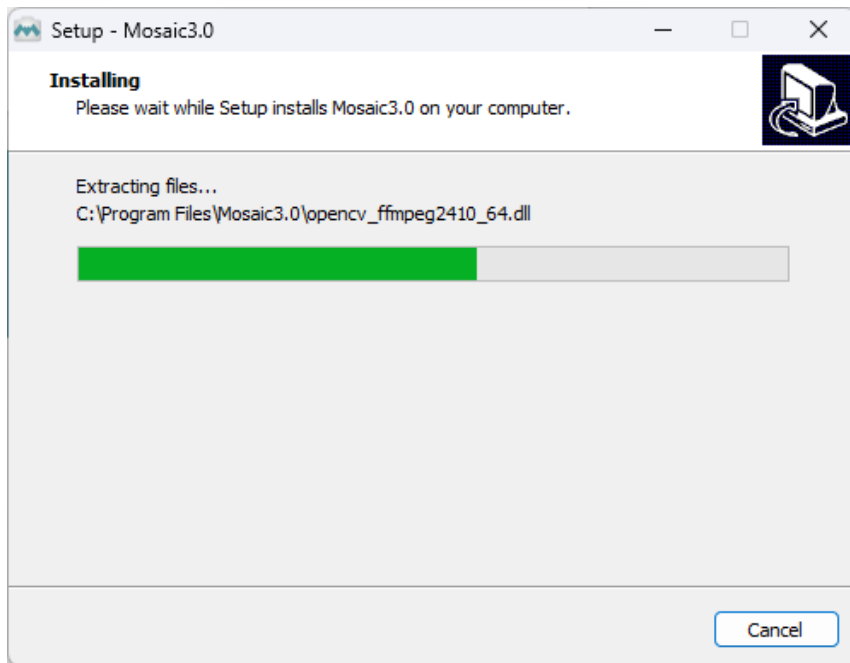 Setup - Mosaic3.0
Installing
Please wait while Setup installs Mosaic3.0 on your computer.
Extracting files...
C:\Program Files\Mosaic3.0\opencv_ffmpeg2410_64.dll
Cancel